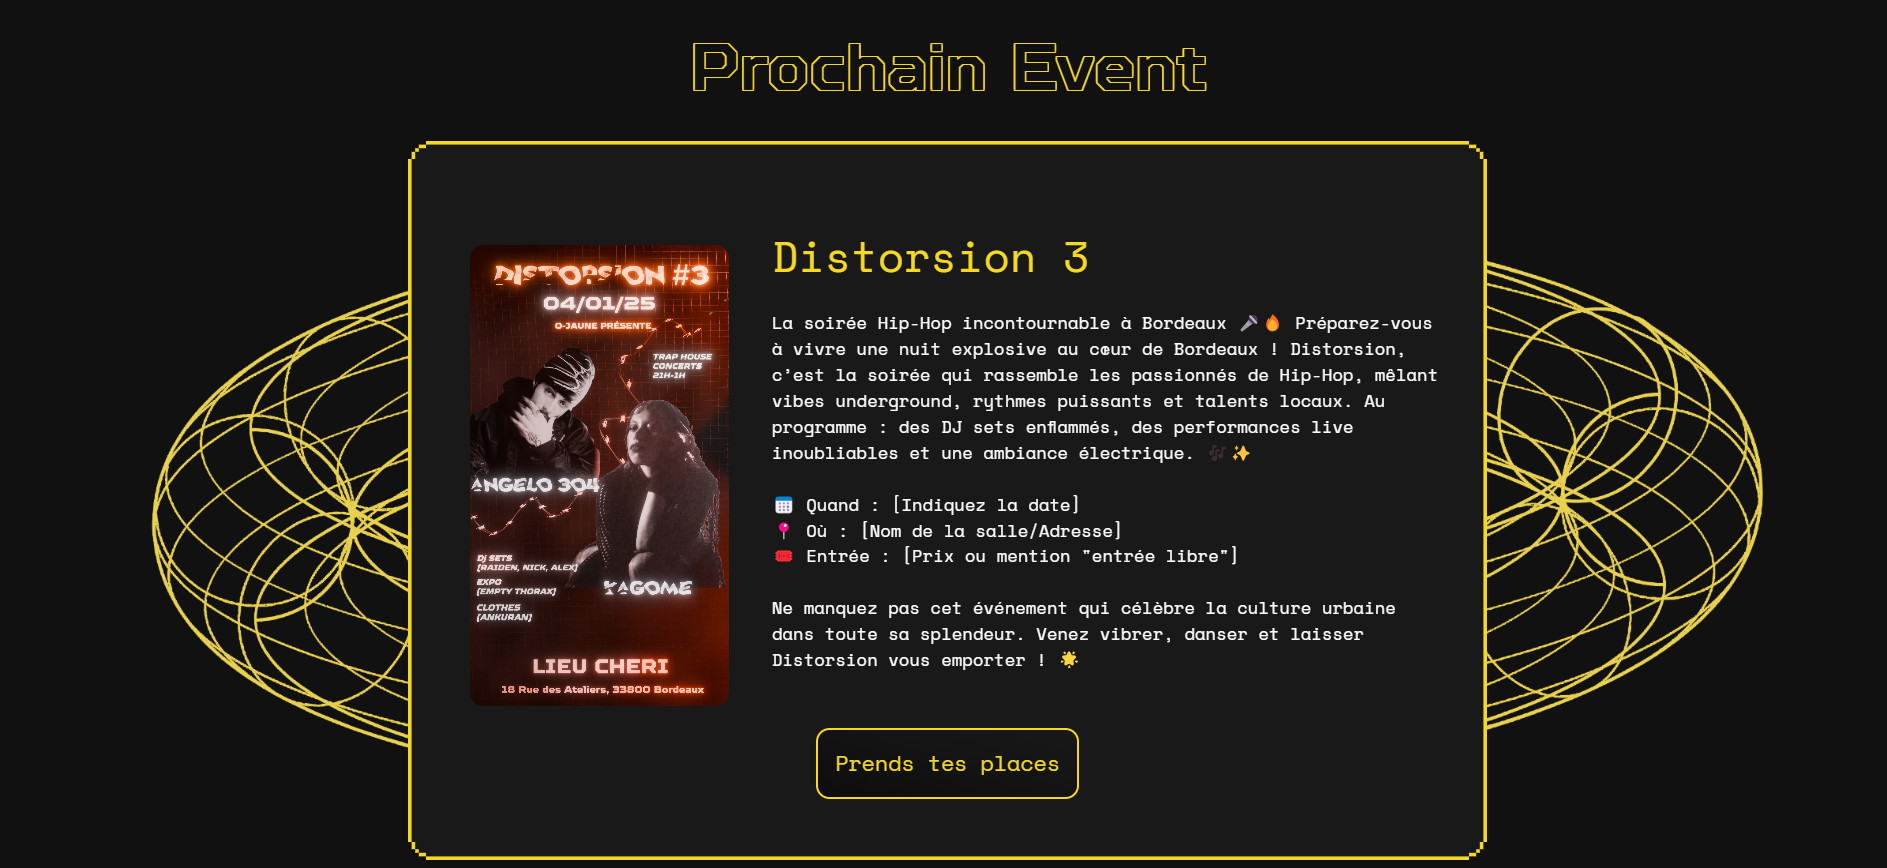 Prochain Event
DISTORSION #3
04/01/25
O-JAUNE PRÉSENTE
TRAP HOUSE
CONCERTS
21H-1H
ANGELO 304
DJ SETS
[RAIDEN, NICK, ALEX]
EXPO
[EMPTY THORAX]
CLOTHES
[ANKURAN]
KAGOME
LIEU CHERI
18 Rue des Ateliers, 33800 Bordeaux
Distorsion 3
La soirée Hip-Hop incontournable à Bordeaux 🎤🔥 Préparez-vous
à vivre une nuit explosive au cœur de Bordeaux ! Distorsion,
c’est la soirée qui rassemble les passionnés de Hip-Hop, mêlant
vibes underground, rythmes puissants et talents locaux. Au
programme : des DJ sets enflammés, des performances live
inoubliables et une ambiance électrique. 🎶✨
🗓️ Quand : [Indiquez la date]
📍 Où : [Nom de la salle/Adresse]
🎟️ Entrée : [Prix ou mention "entrée libre"]
Ne manquez pas cet événement qui célèbre la culture urbaine
dans toute sa splendeur. Venez vibrer, danser et laisser
Distorsion vous emporter ! 🌟
Prends tes places